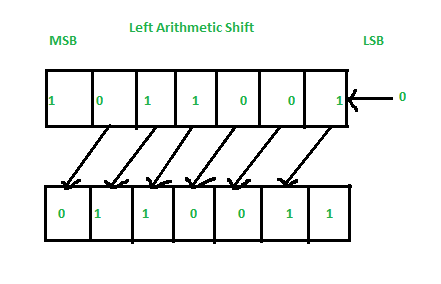 Left Arithmetic Shift
MSB LSB
1 0 1 1 0 0 1 0
0 1 1 0 0 1 1